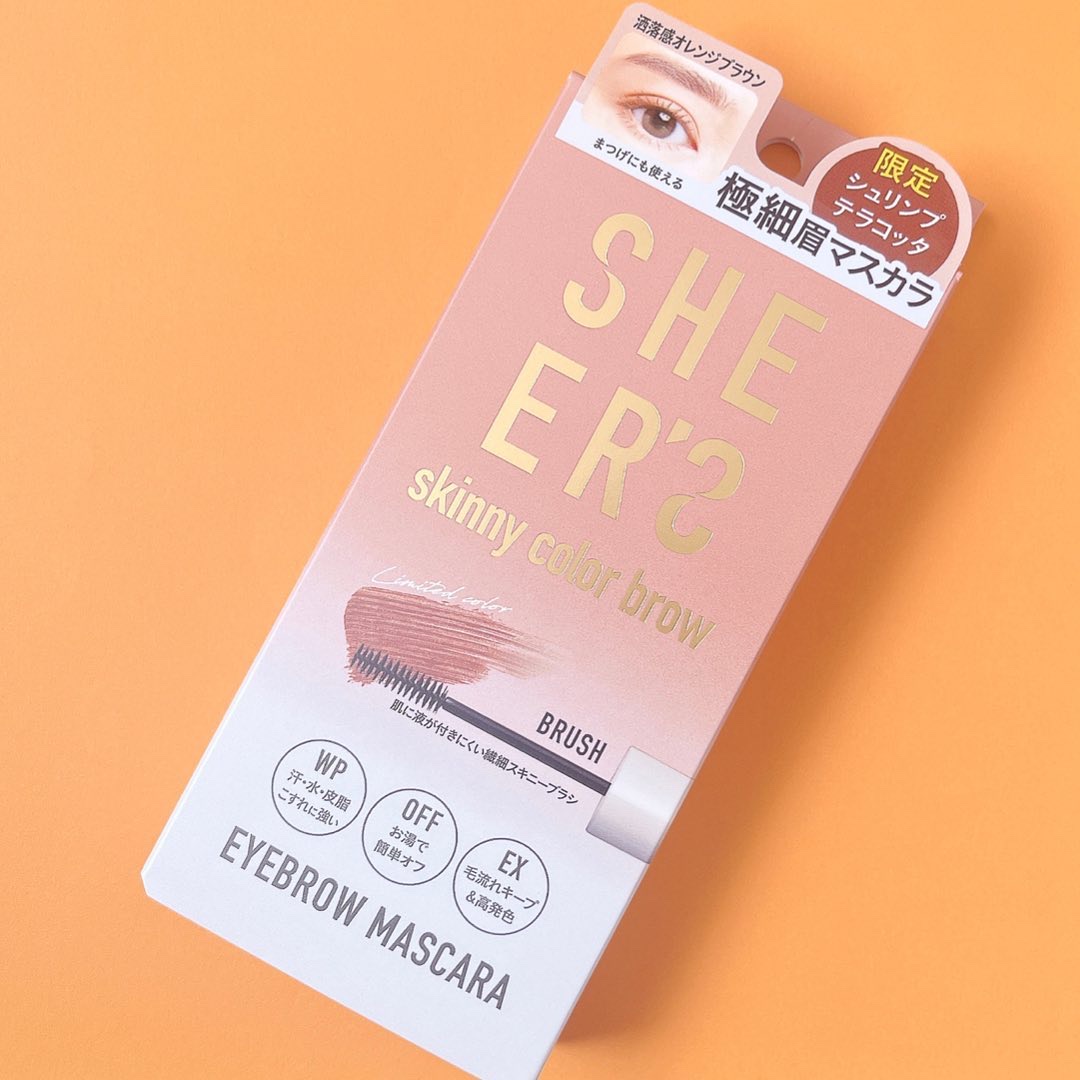 洒落感オレンジブラウン
まつげにも使える
限定
シュリンプ
テラコッタ
極細眉マスカラ
SHE
ER'S
skinny color brow
Limited color
BRUSH
肌に液が付きにくい繊細スキニーブラシ
WP
汗・水・皮脂
こすれに強い
OFF
お湯で
簡単オフ
EX
毛流れキープ
&高発色
EYEBROW MASCARA